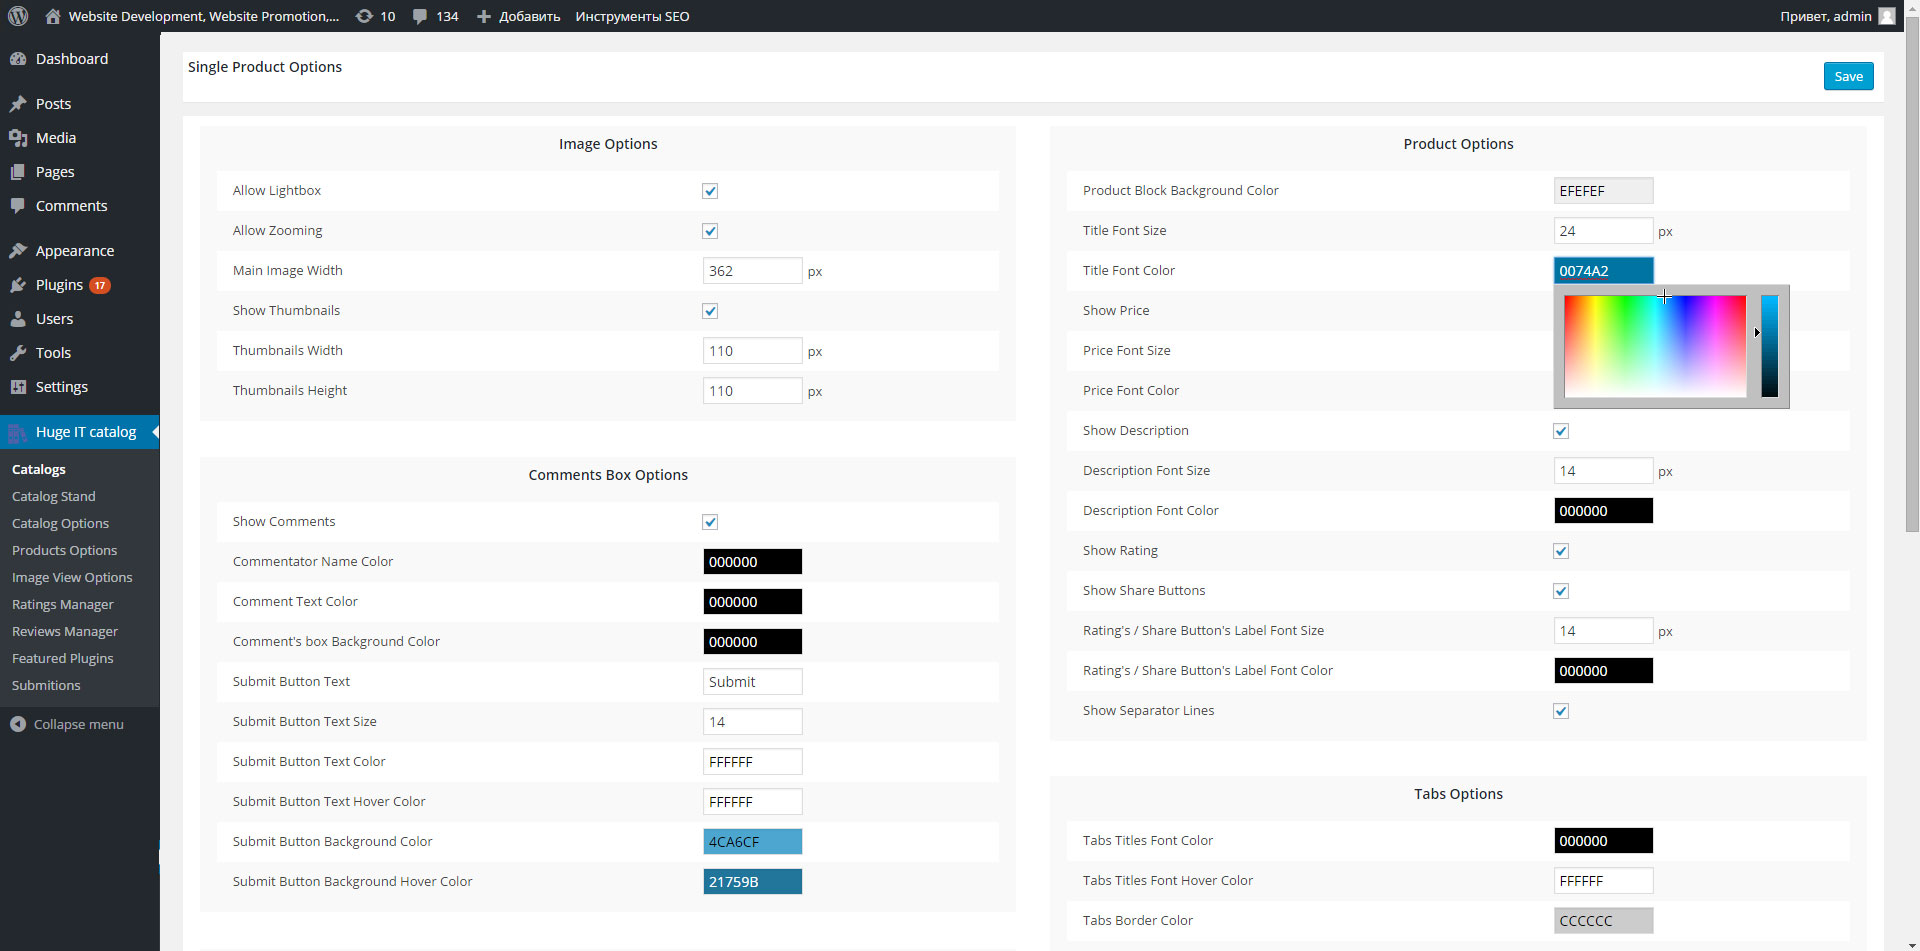 Website Development, Website Promotion,... 10 134 Добавить Инструменты SEO Привет, admin
Dashboard
Posts
Media
Pages
Comments
Appearance
Plugins 17
Users
Tools
Settings
Huge IT catalog
Catalogs
Catalog Stand
Catalog Options
Products Options
Image View Options
Ratings Manager
Reviews Manager
Featured Plugins
Submitions
Collapse menu
Single Product Options
Save
Image Options
Allow Lightbox
Allow Zooming
Main Image Width 362 px
Show Thumbnails
Thumbnails Width 110 px
Thumbnails Height 110 px
Comments Box Options
Show Comments
Commentator Name Color 000000
Comment Text Color 000000
Comment's box Background Color 000000
Submit Button Text Submit
Submit Button Text Size 14
Submit Button Text Color FFFFFF
Submit Button Text Hover Color FFFFFF
Submit Button Background Color 4CA6CF
Submit Button Background Hover Color 21759B
Product Options
Product Block Background Color EFEFEF
Title Font Size 24 px
Title Font Color 0074A2
Show Price
Price Font Size
Price Font Color
Show Description
Description Font Size 14 px
Description Font Color 000000
Show Rating
Show Share Buttons
Rating's / Share Button's Label Font Size 14 px
Rating's / Share Button's Label Font Color 000000
Show Separator Lines
Tabs Options
Tabs Titles Font Color 000000
Tabs Titles Font Hover Color FFFFFF
Tabs Border Color CCCCCC